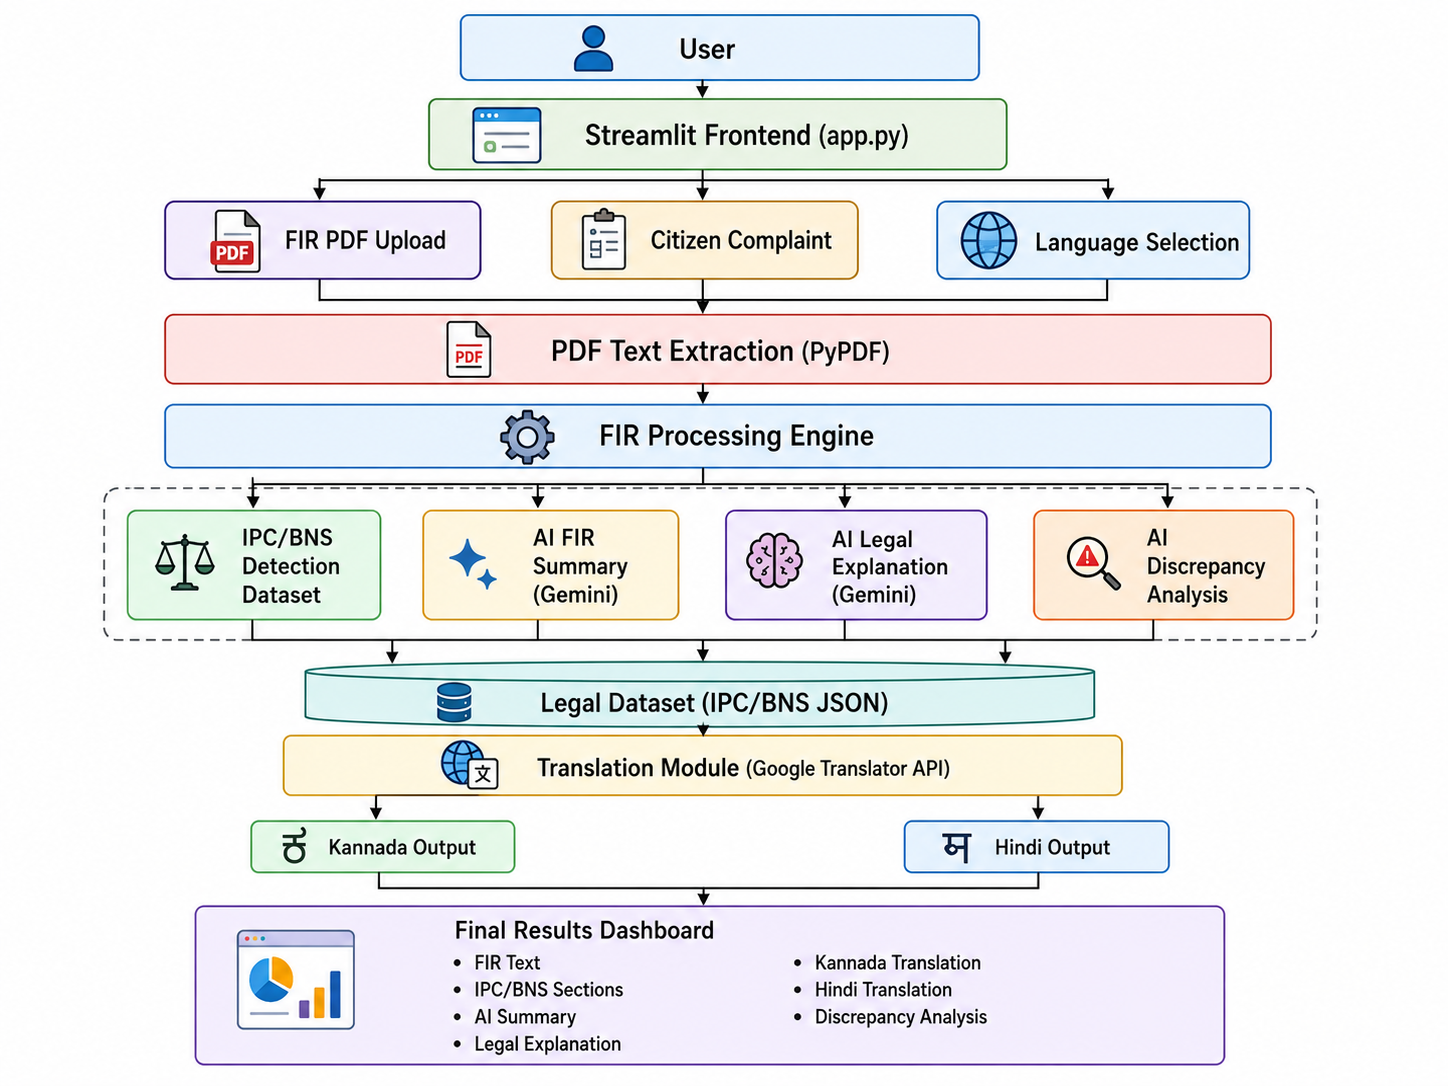 User
Streamlit Frontend (app.py)
PDF
FIR PDF Upload
Citizen Complaint
Language Selection
PDF
PDF Text Extraction (PyPDF)
FIR Processing Engine
IPC/BNS
Detection
Dataset
AI FIR
Summary
(Gemini)
AI Legal
Explanation
(Gemini)
AI
Discrepancy
Analysis
Legal Dataset (IPC/BNS JSON)
文
Translation Module (Google Translator API)
Kannada Output
Hindi Output
Final Results Dashboard
• FIR Text
• IPC/BNS Sections
• AI Summary
• Legal Explanation
• Kannada Translation
• Hindi Translation
• Discrepancy Analysis